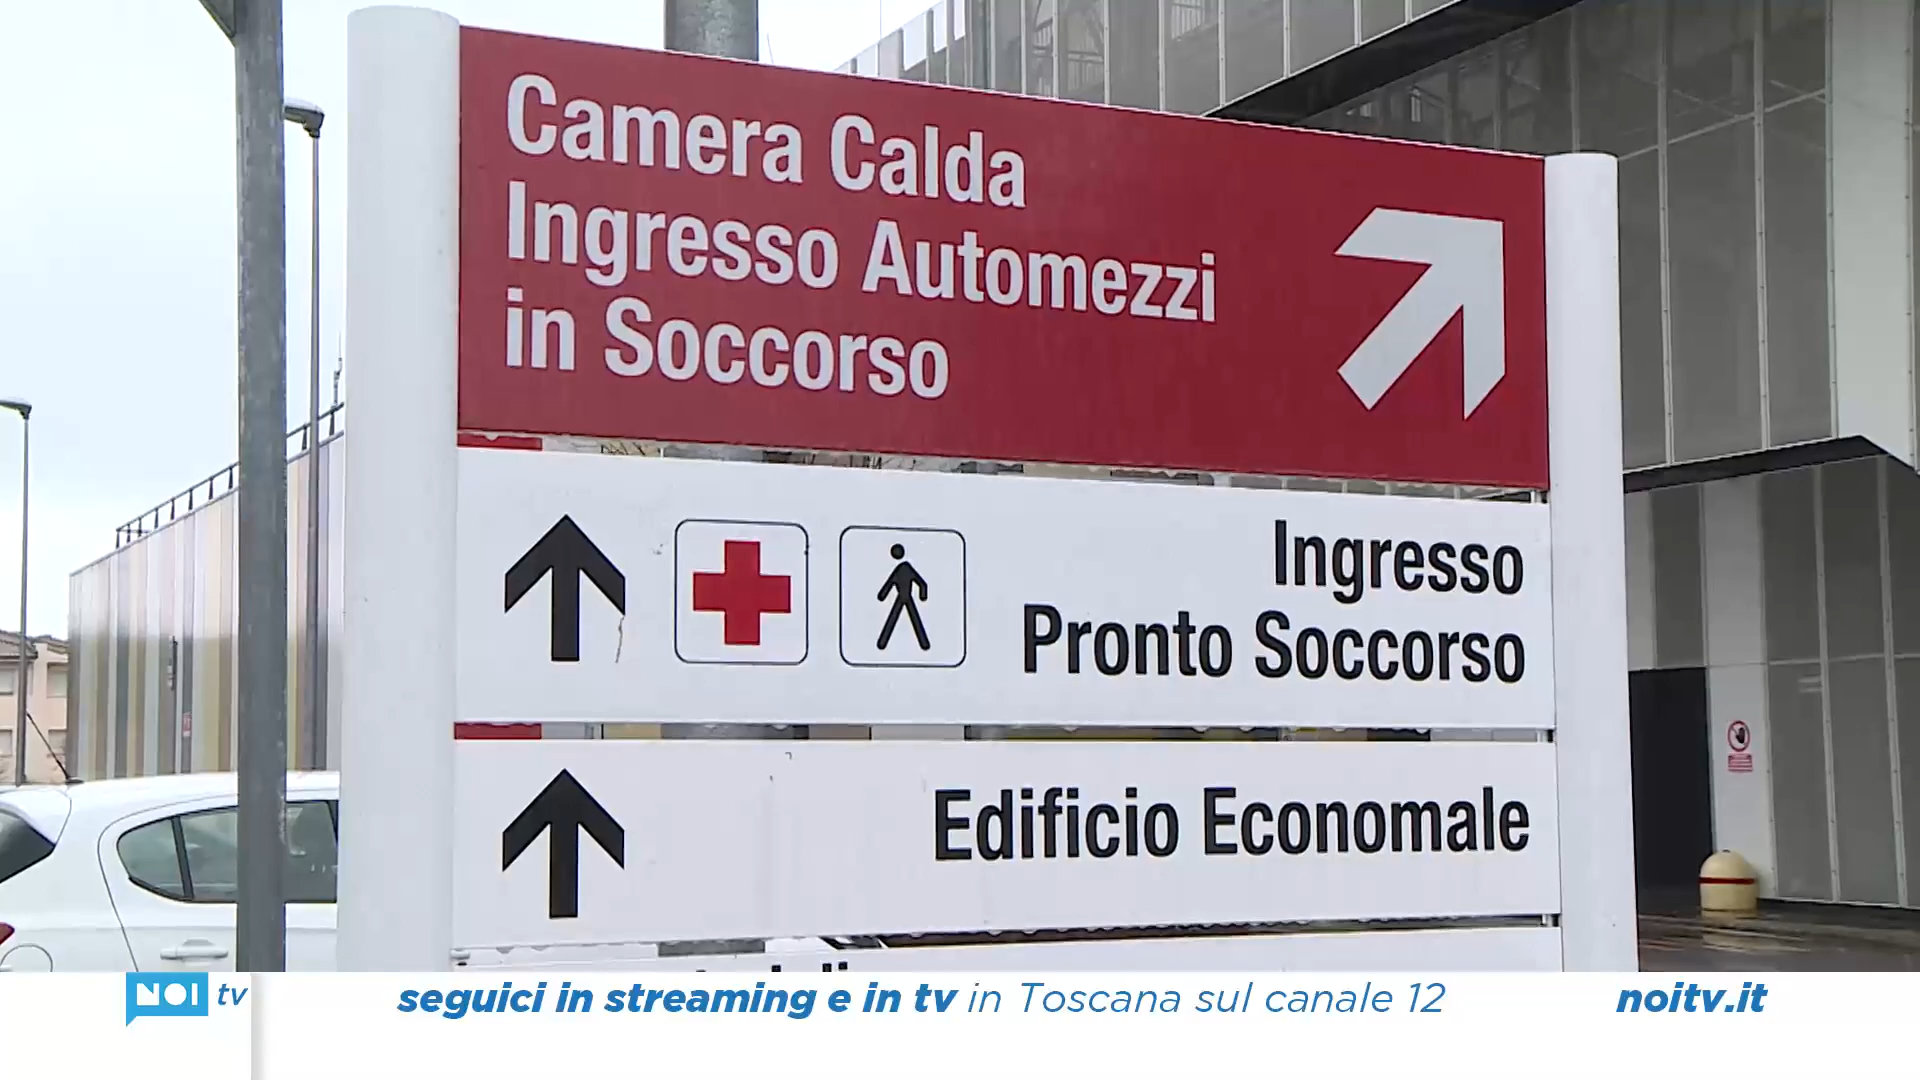 Camera Calda
Ingresso Automezzi
in Soccorso
Ingresso
Pronto Soccorso
Edificio Economale
NOI tv
seguici in streaming e in tv in Toscana sul canale 12
noitv.it